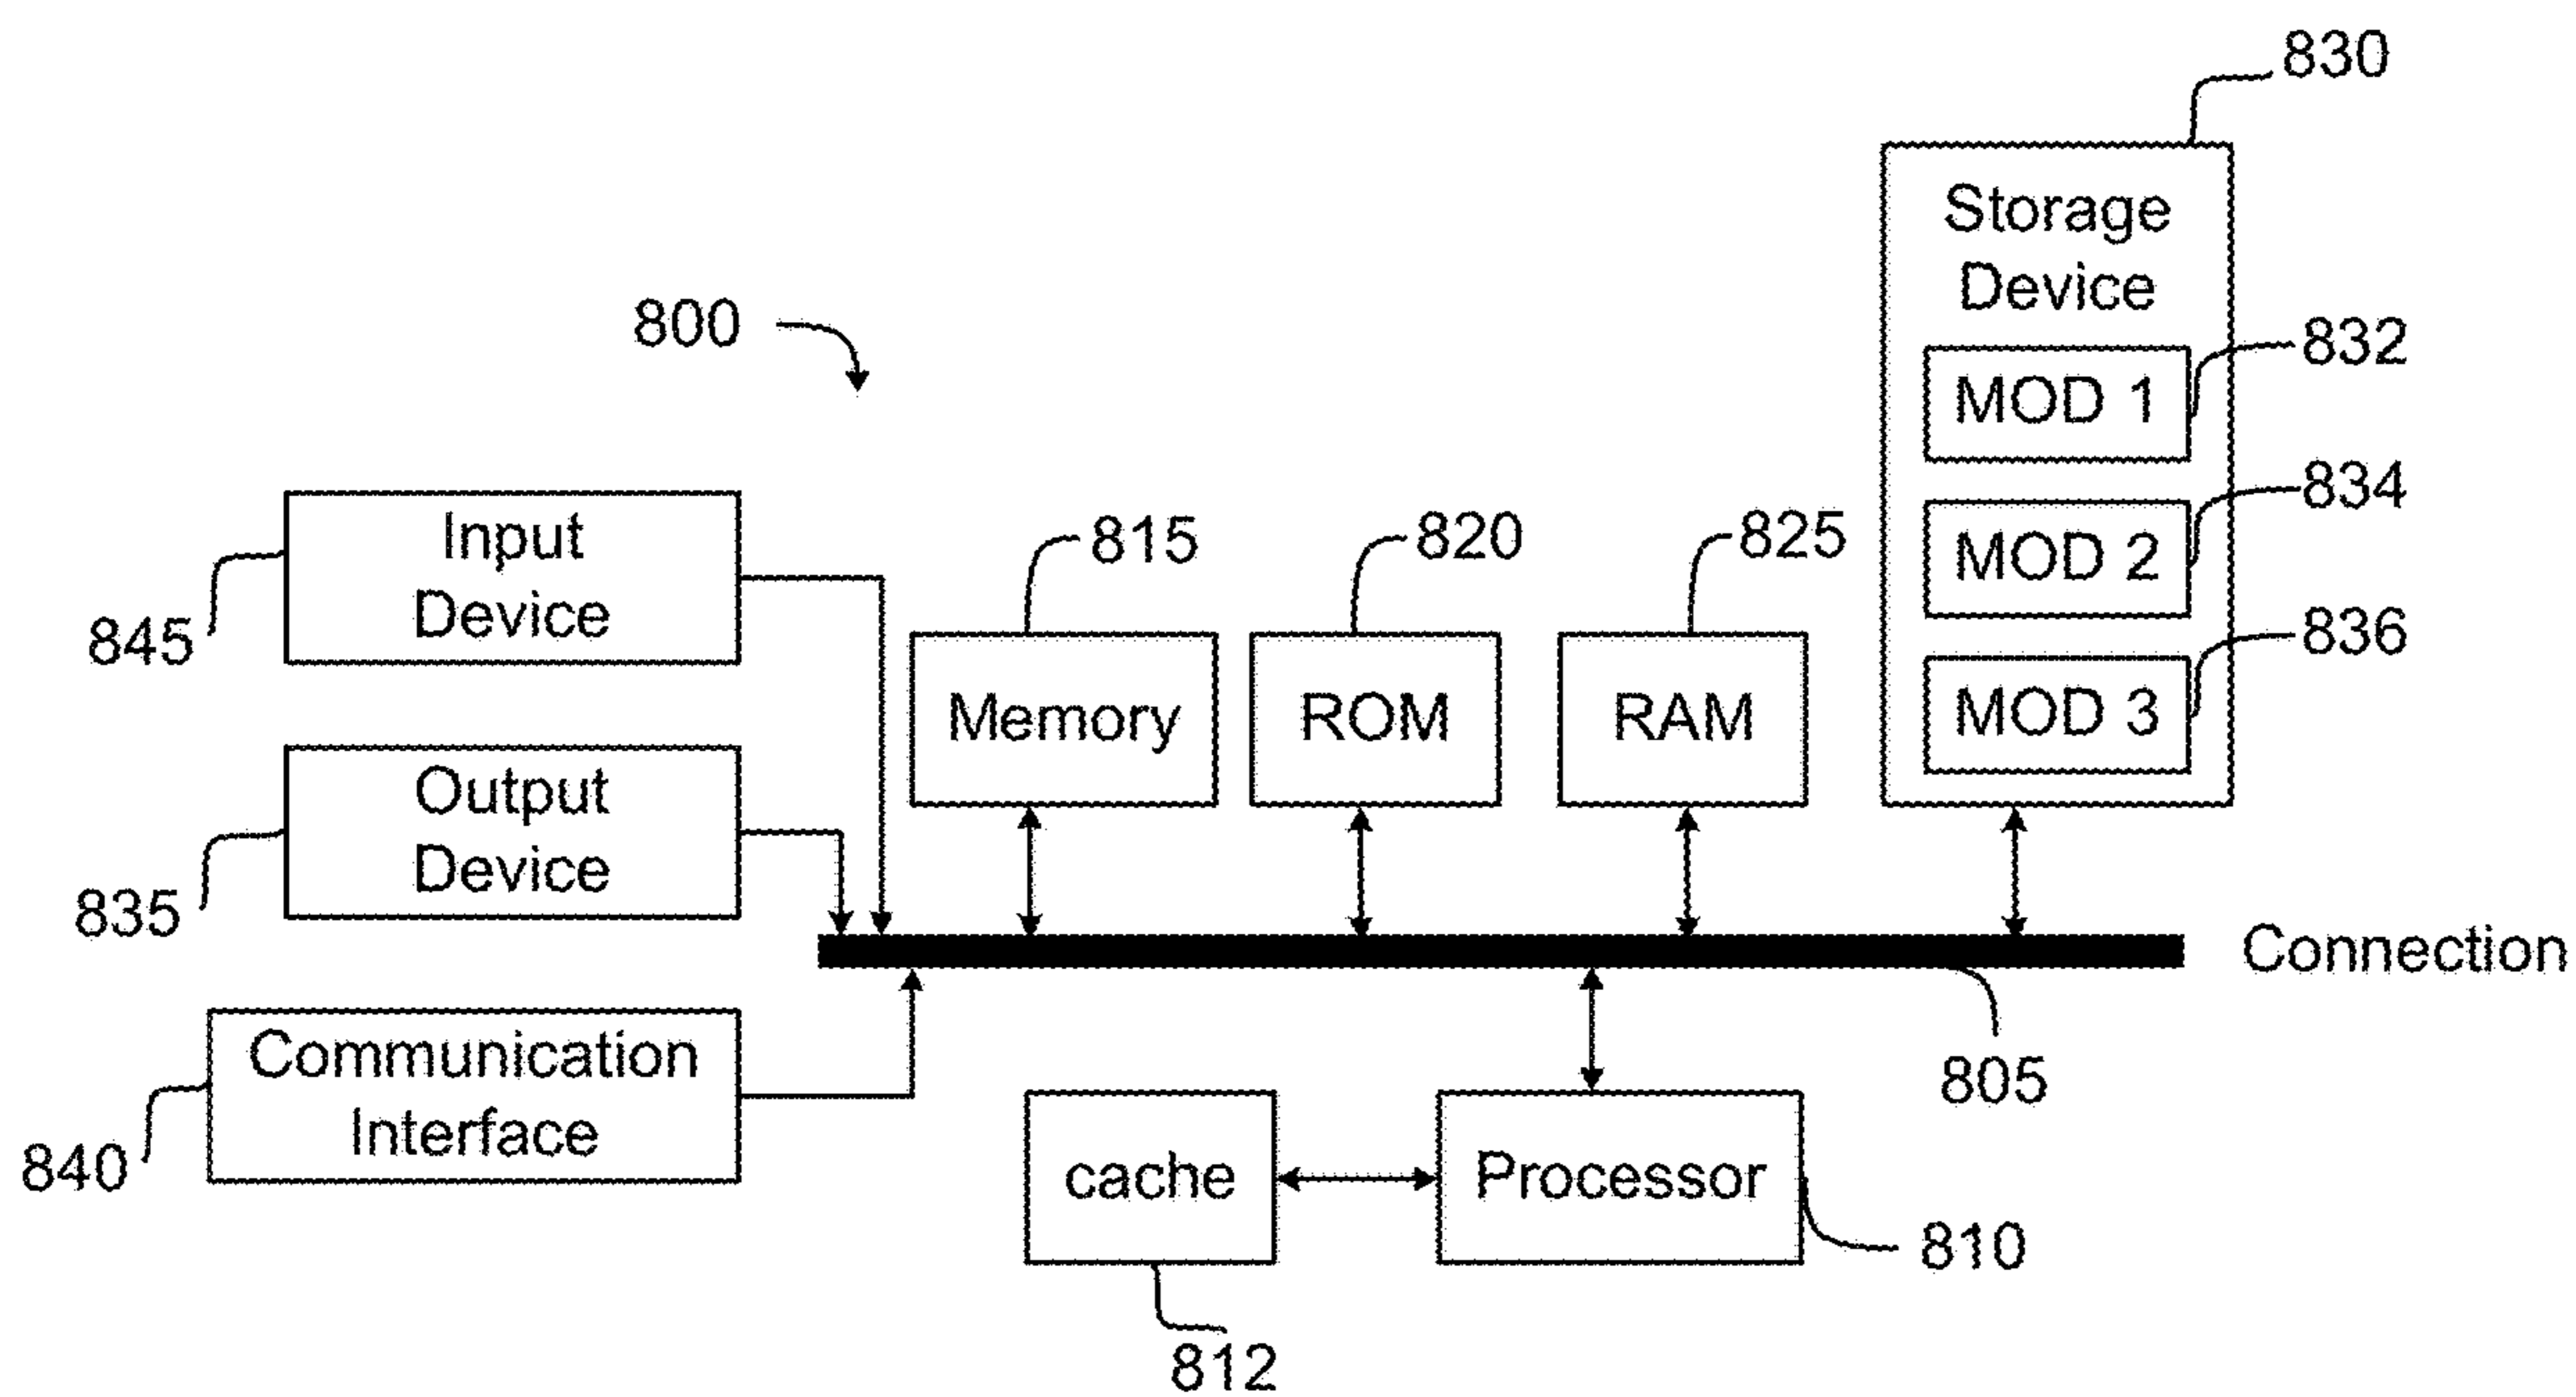 830
Storage
Device
800
832
MOD 1
834
MOD 2
836
MOD 3
Input
Device
845
815
820
825
Memory
ROM
RAM
Output
Device
835
Connection
805
Communication
Interface
840
cache
Processor
810
812